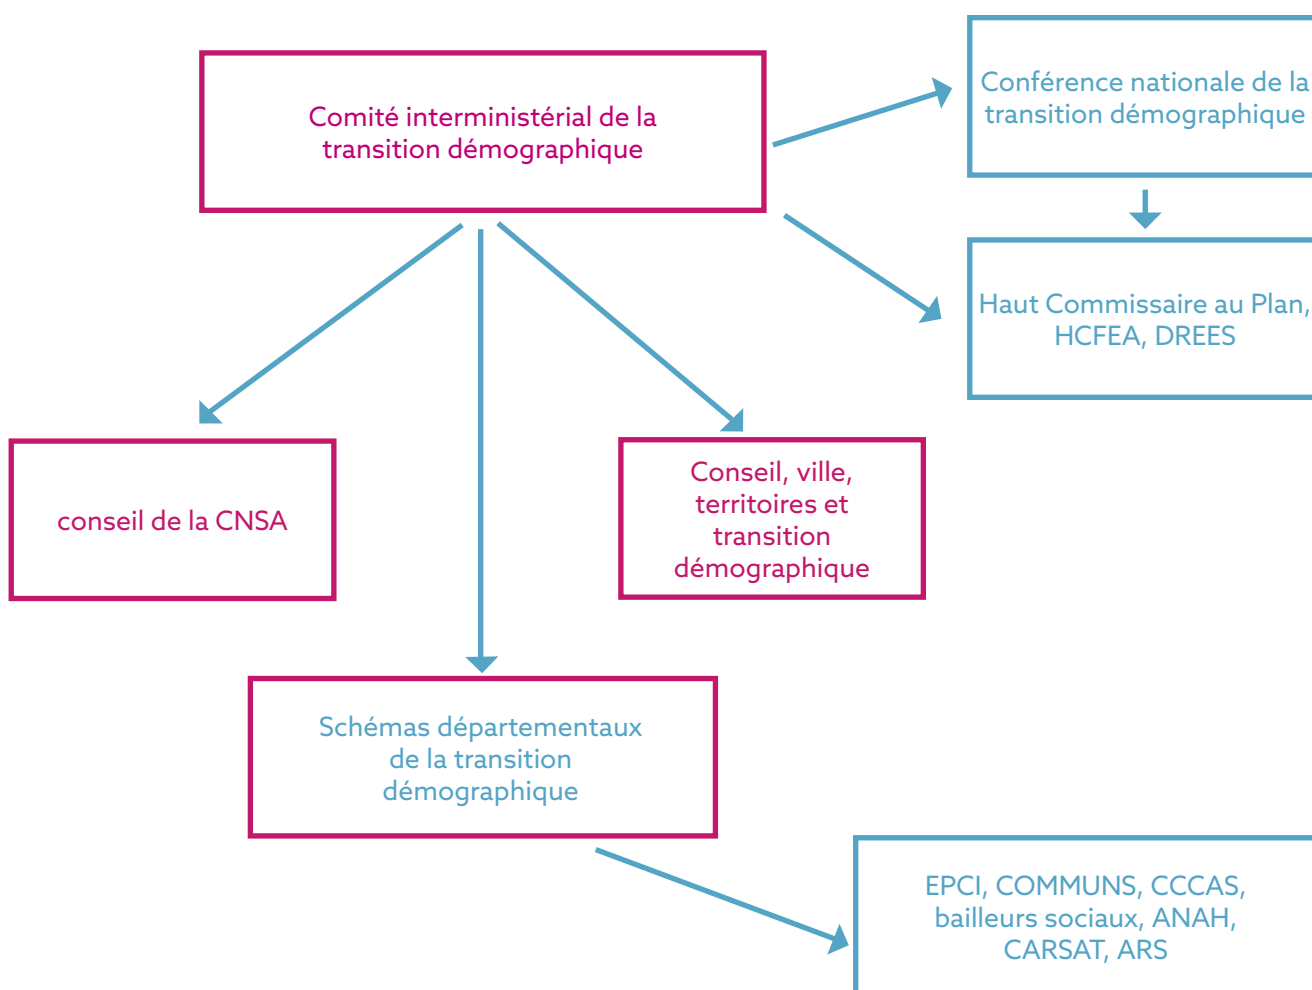 Comité interministérial de la
transition démographique
Conférence nationale de la
transition démographique
Haut Commissaire au Plan,
HCFEA, DREES
conseil de la CNSA
Conseil, ville,
territoires et
transition
démographique
Schémas départementaux
de la transition
démographique
EPCI, COMMUNS, CCCAS,
bailleurs sociaux, ANAH,
CARSAT, ARS